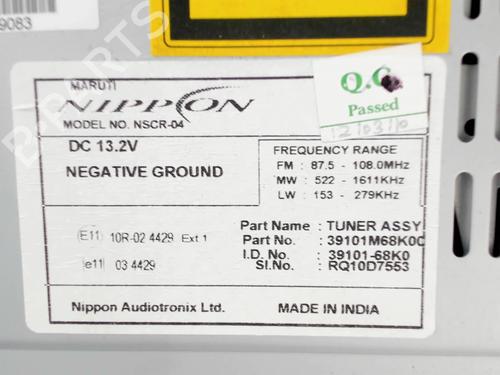 9083
MARUTI
NIPPON
MODEL NO. NSCR-04
DC 13.2V
NEGATIVE GROUND
Q.C.
Passed
FREQUENCY RANGE
FM : 87.5 - 108.0MHz
MW : 522 - 1611KHz
LW : 153 - 279KHz
E11 10R-02 4429 Ext 1
e11 03 4429
Part Name : TUNER ASSY
Part No. : 39101M68K00
I.D. No. : 39101-68K0
Sl.No. : RQ10D7553
Nippon Audiotronix Ltd.
MADE IN INDIA
B-PARTS